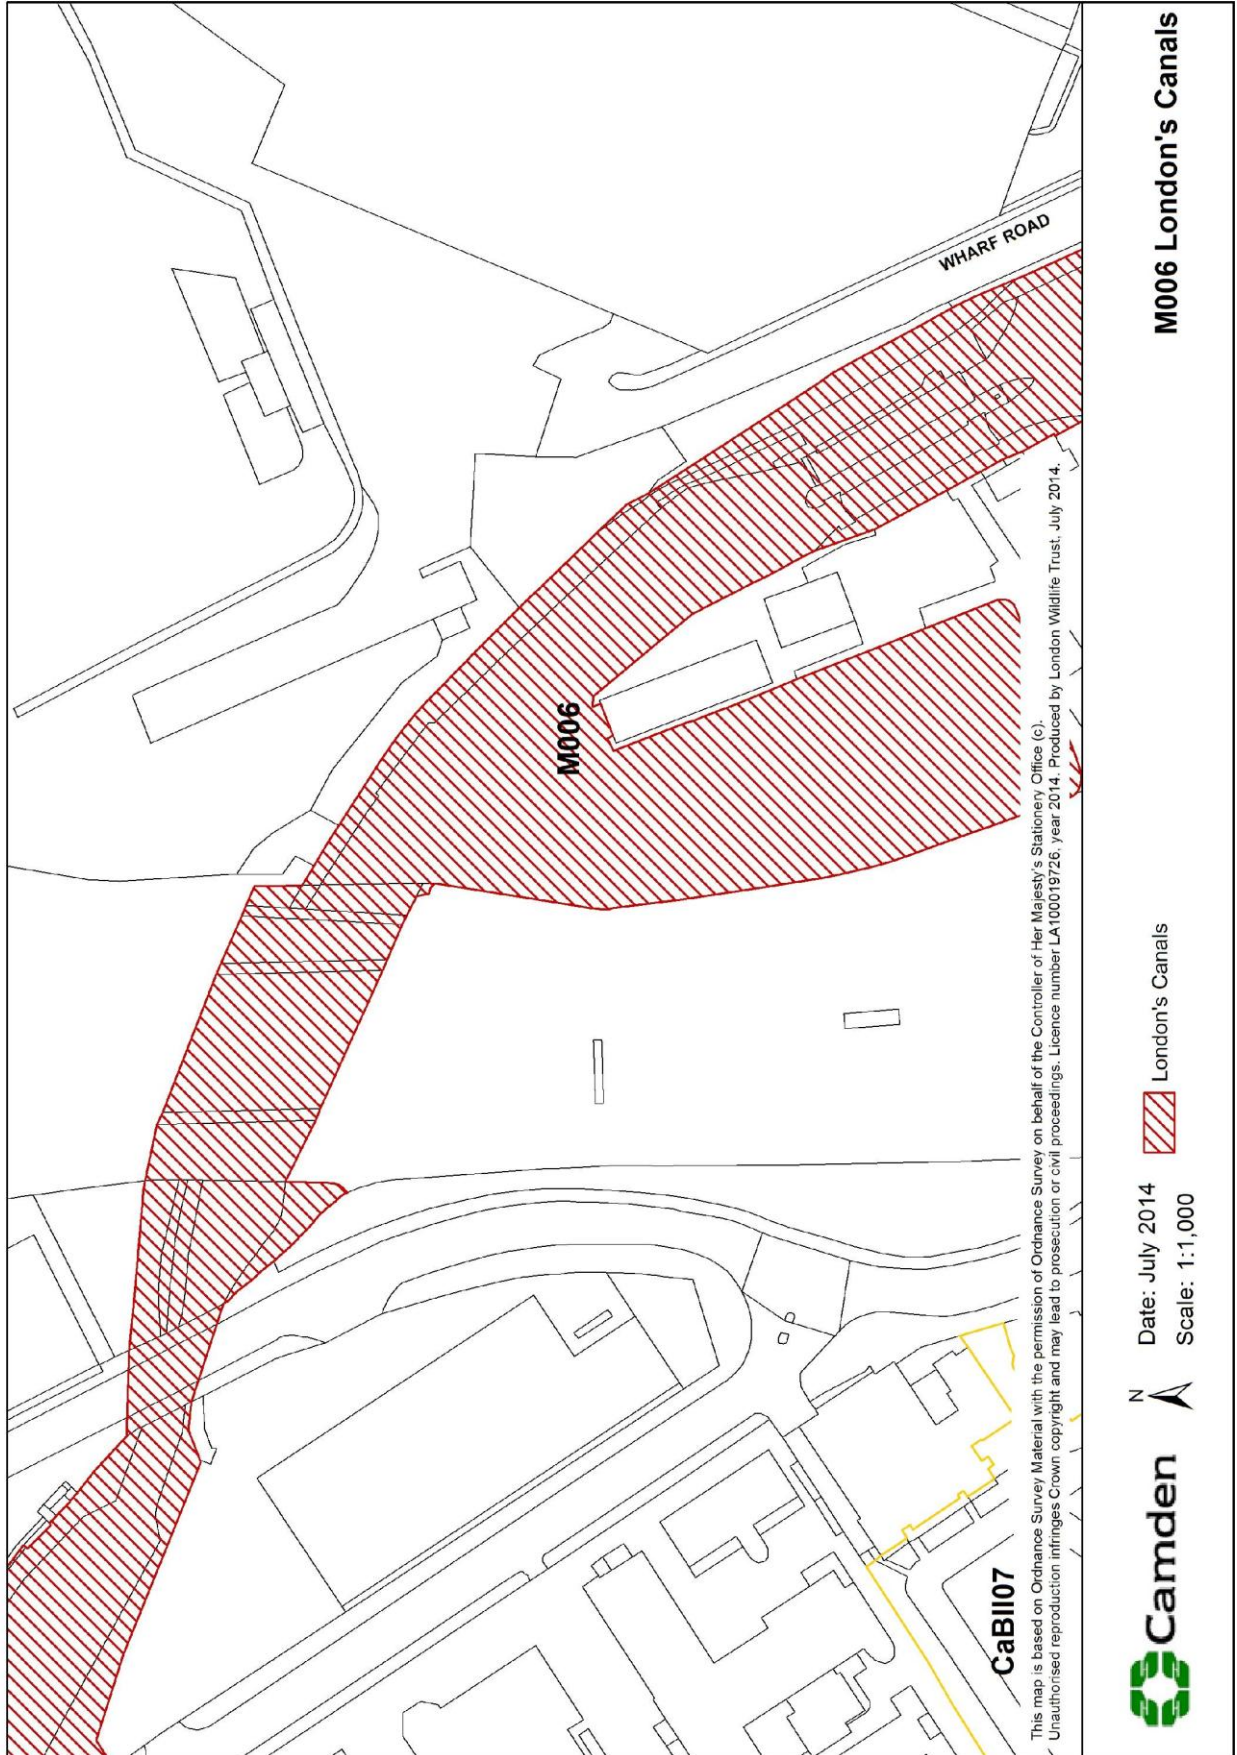 WHARF ROAD
M006
CaBII07
This map is based on Ordnance Survey Material with the permission of Ordnance Survey on behalf of the Controller of Her Majesty's Stationery Office (c).
Unauthorised reproduction infringes Crown copyright and may lead to prosecution or civil proceedings. Licence number LA100019726, year 2014. Produced by London Wildlife Trust, July 2014.
Camden
N
Date: July 2014
Scale: 1:1,000
London's Canals
M006 London's Canals